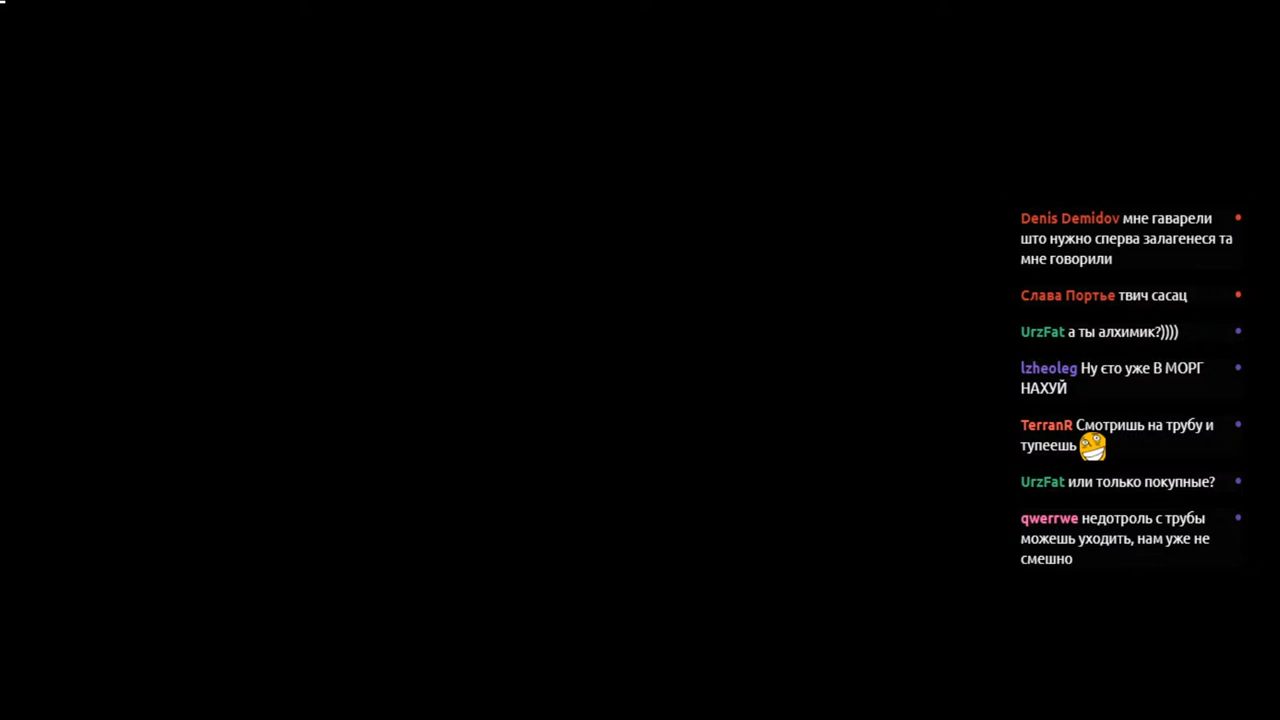 Denis Demidov мне гаварели
што нужно сперва залагенеся та
мне говорили
Слава Портье твич сасац
UrzFat а ты алхимик?))))
lzheoleg Ну єто уже В МОРГ
НАХУЙ
TerranR Смотришь на трубу и
тупеешь
UrzFat или только покупные?
qwerrwe недотроль с трубы
можешь уходить, нам уже не
смешно